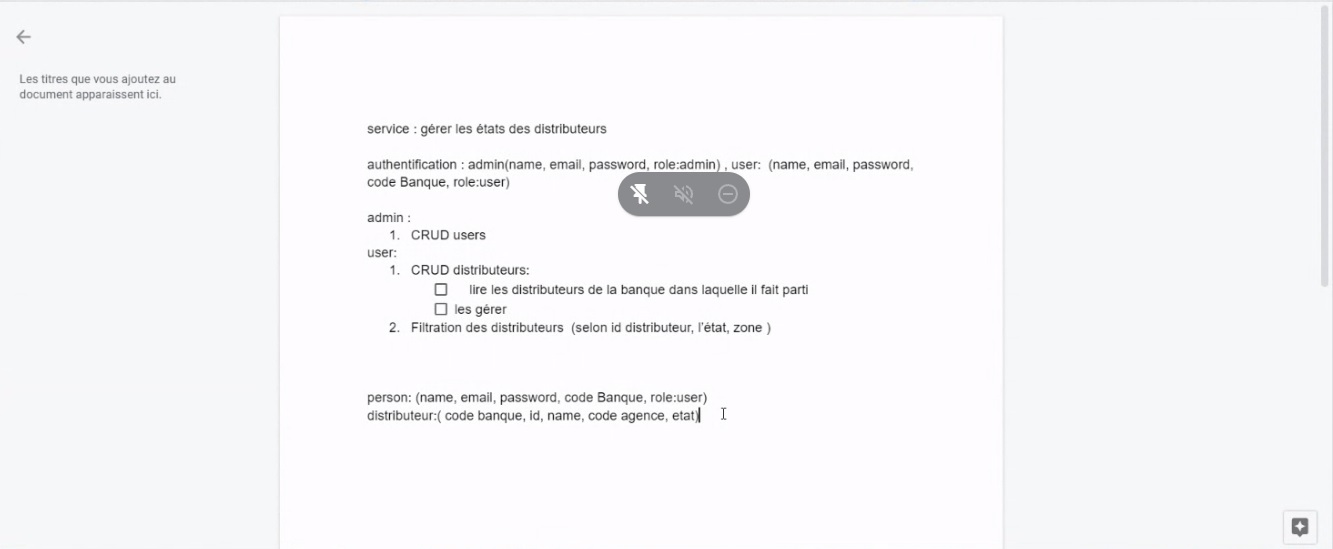 Les titres que vous ajoutez au
document apparaissent ici.
service : gérer les états des distributeurs
authentification : admin(name, email, password, role:admin) , user: (name, email, password,
code Banque, role:user)
admin :
1. CRUD users
user:
1. CRUD distributeurs:
lire les distributeurs de la banque dans laquelle il fait parti
les gérer
2. Filtration des distributeurs (selon id distributeur, l'état, zone )
person: (name, email, password, code Banque, role:user)
distributeur:( code banque, id, name, code agence, etat)